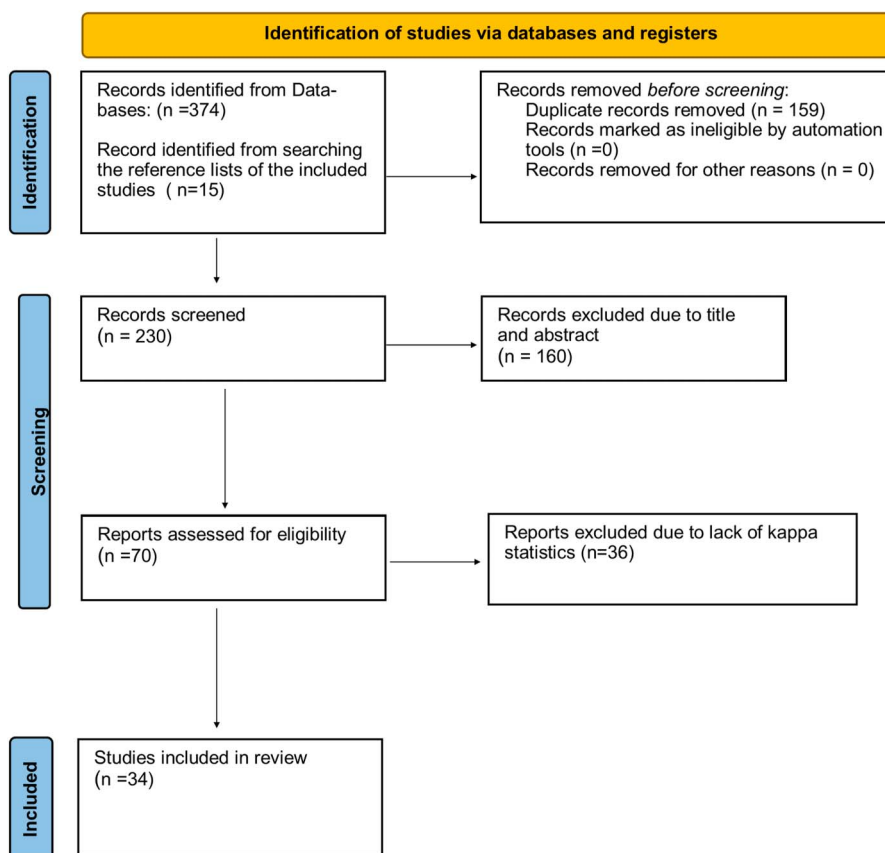 Identification of studies via databases and registers
Identification
Records identified from Data-
bases: (n =374)
Record identified from searching
the reference lists of the included
studies ( n=15)
Records removed before screening:
Duplicate records removed (n = 159)
Records marked as ineligible by automation
tools (n =0)
Records removed for other reasons (n = 0)
Screening
Records screened
(n = 230)
Records excluded due to title
and abstract
(n = 160)
Reports assessed for eligibility
(n =70)
Reports excluded due to lack of kappa
statistics (n=36)
Included
Studies included in review
(n =34)